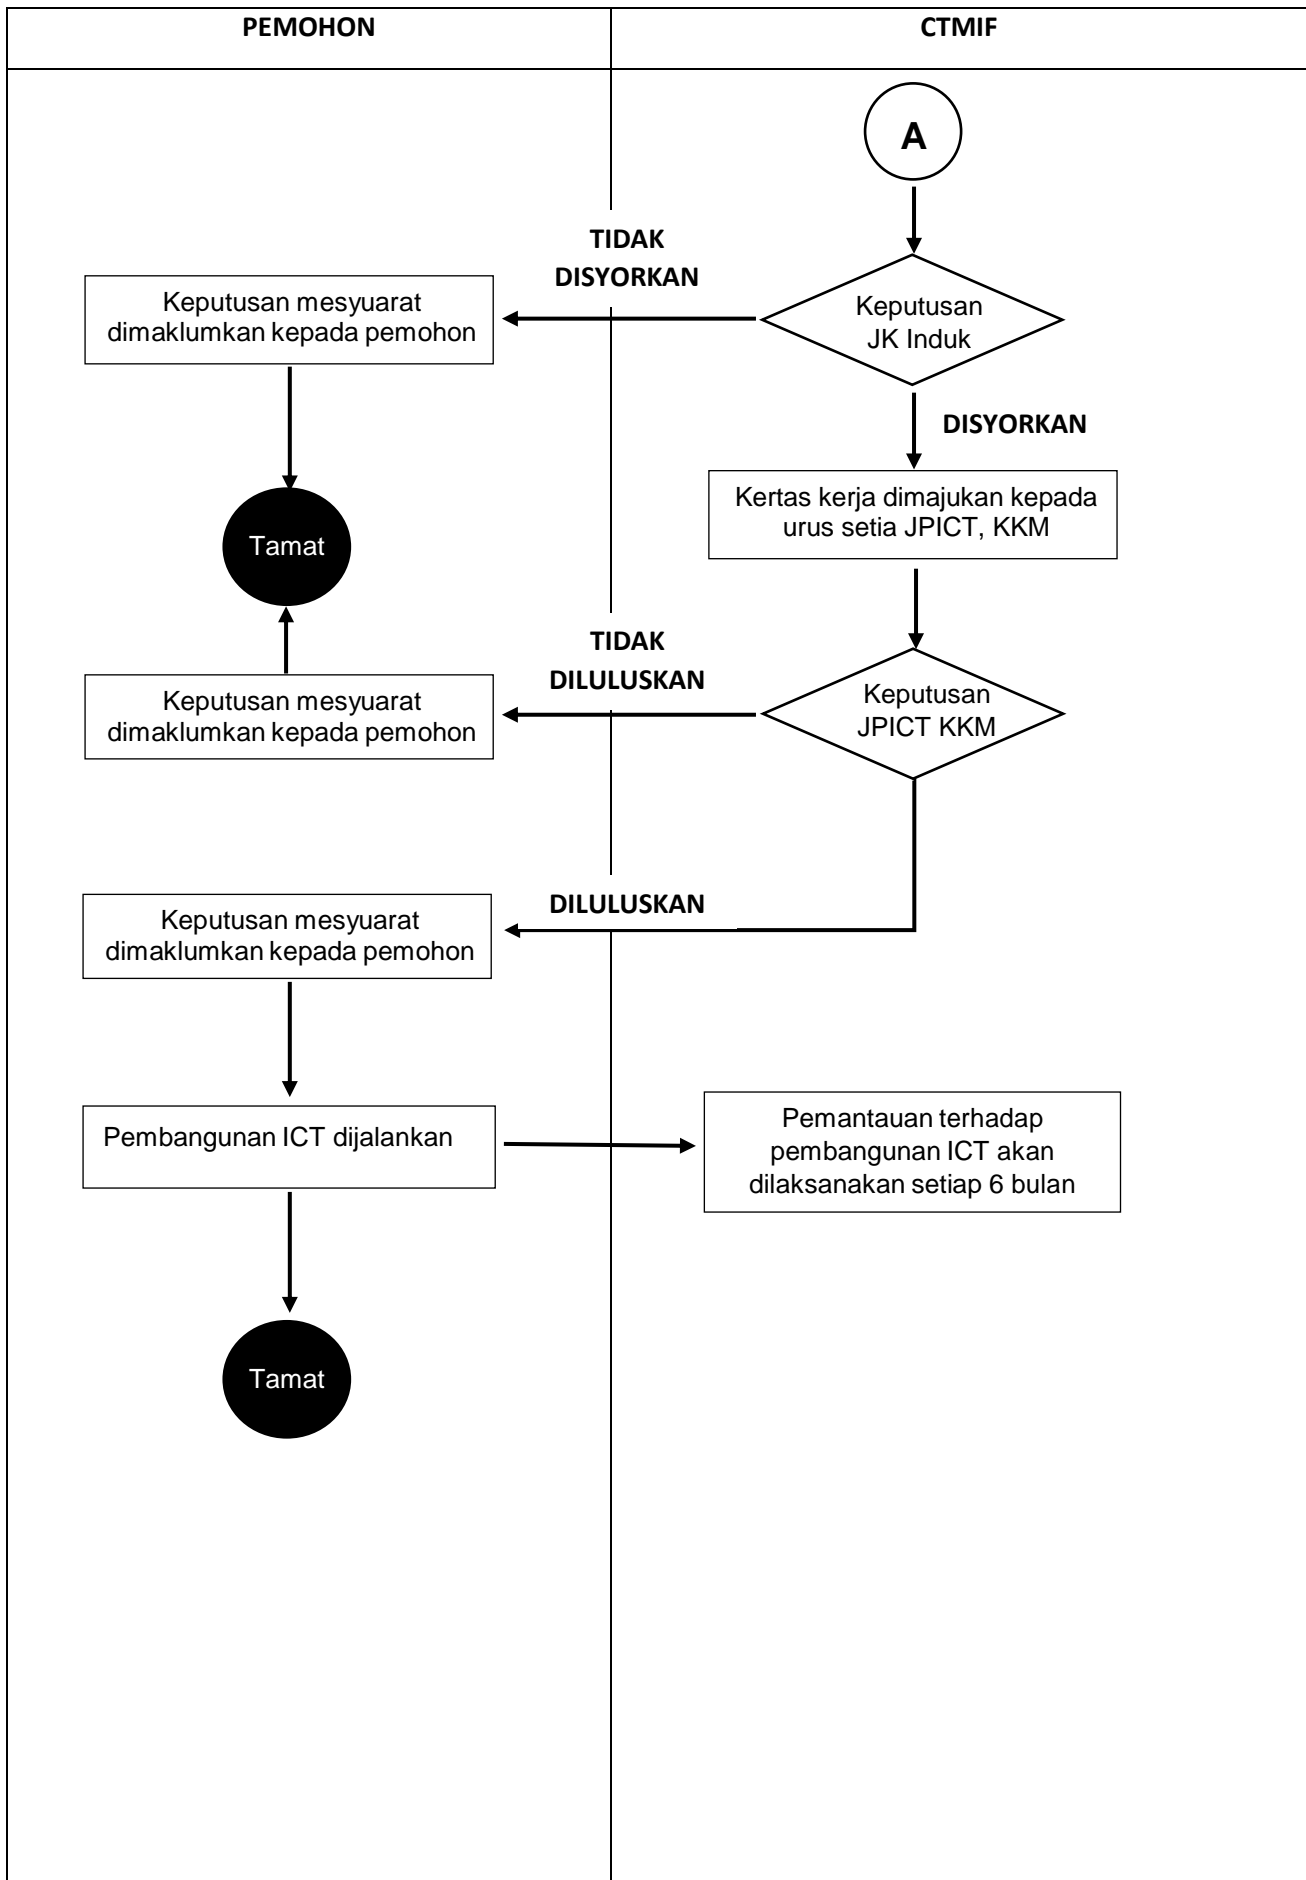 PEMOHON
CTMIF
A
TIDAK
DISYORKAN
Keputusan mesyuarat
dimaklumkan kepada pemohon
Keputusan
JK Induk
DISYORKAN
Kertas kerja dimajukan kepada
urus setia JPICT, KKM
Tamat
TIDAK
DILULUSKAN
Keputusan mesyuarat
dimaklumkan kepada pemohon
Keputusan
JPICT KKM
DILULUSKAN
Keputusan mesyuarat
dimaklumkan kepada pemohon
Pembangunan ICT dijalankan
Pemantauan terhadap
pembangunan ICT akan
dilaksanakan setiap 6 bulan
Tamat